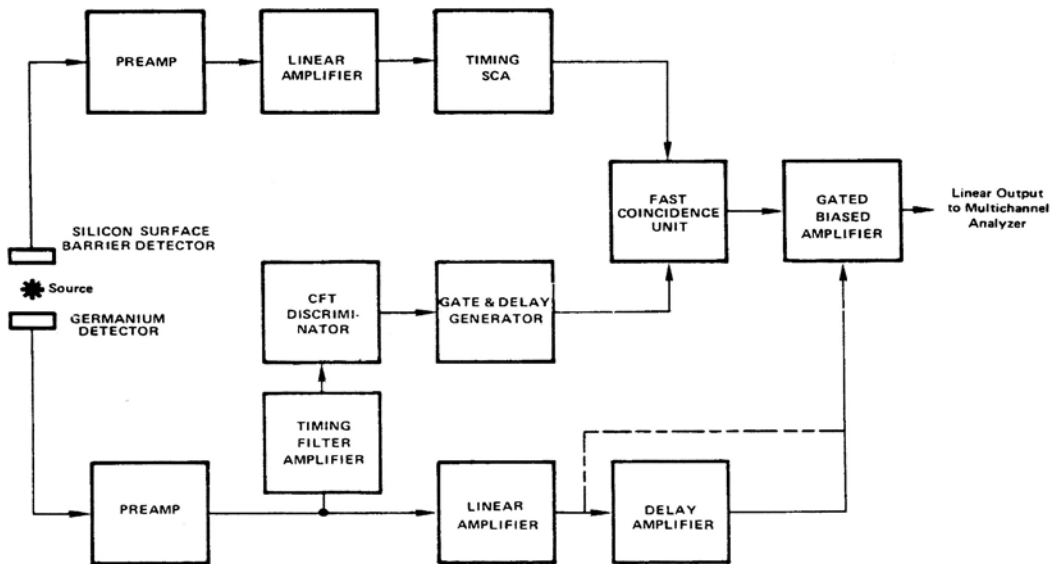 PREAMP
LINEAR
AMPLIFIER
TIMING
SCA
SILICON SURFACE
BARRIER DETECTOR
Source
GERMANIUM
DETECTOR
CFT
DISCRIMI-
NATOR
GATE & DELAY
GENERATOR
FAST
COINCIDENCE
UNIT
GATED
BIASED
AMPLIFIER
Linear Output
to Multichannel
Analyzer
TIMING
FILTER
AMPLIFIER
PREAMP
LINEAR
AMPLIFIER
DELAY
AMPLIFIER